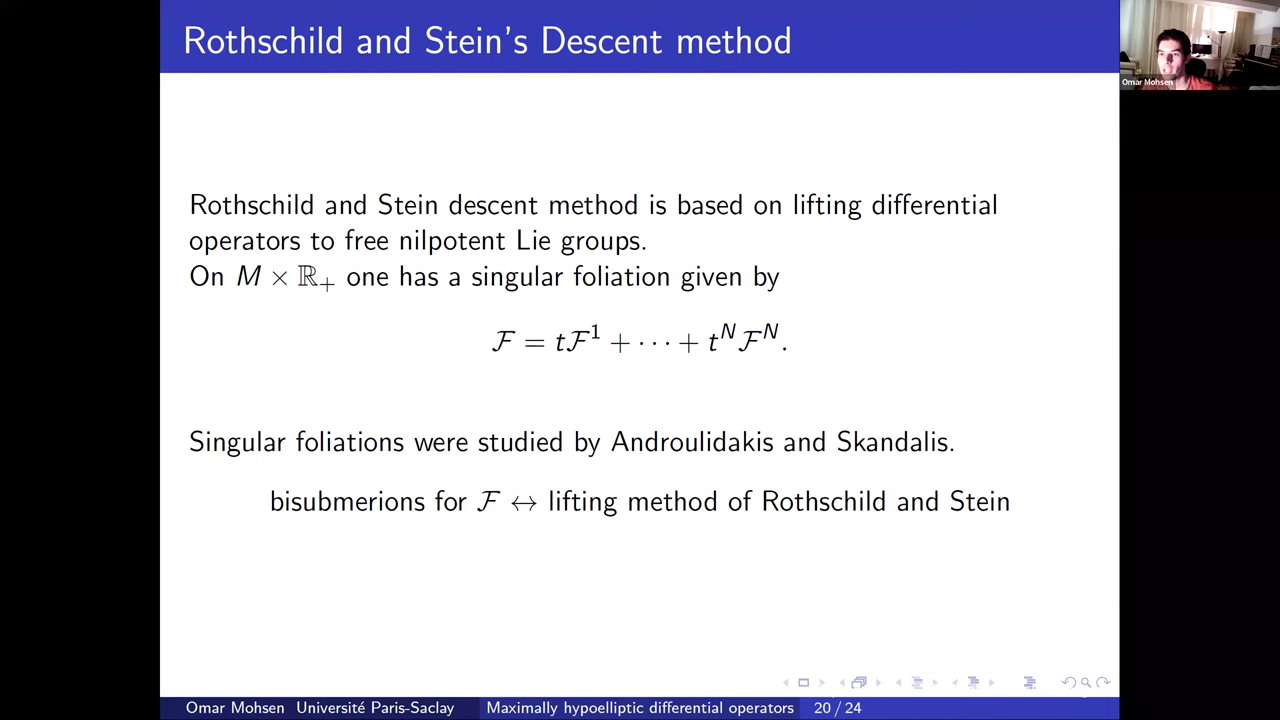 Rothschild and Stein's Descent method
Omar Mohsen
Rothschild and Stein descent method is based on lifting differential
operators to free nilpotent Lie groups.
On M × ℝ₊ one has a singular foliation given by
ℱ = tℱ¹ + ⋯ + tᴺℱᴺ.
Singular foliations were studied by Androulidakis and Skandalis.
bisubmerions for ℱ ↔ lifting method of Rothschild and Stein
Omar Mohsen Université Paris-Saclay Maximally hypoelliptic differential operators 20 / 24